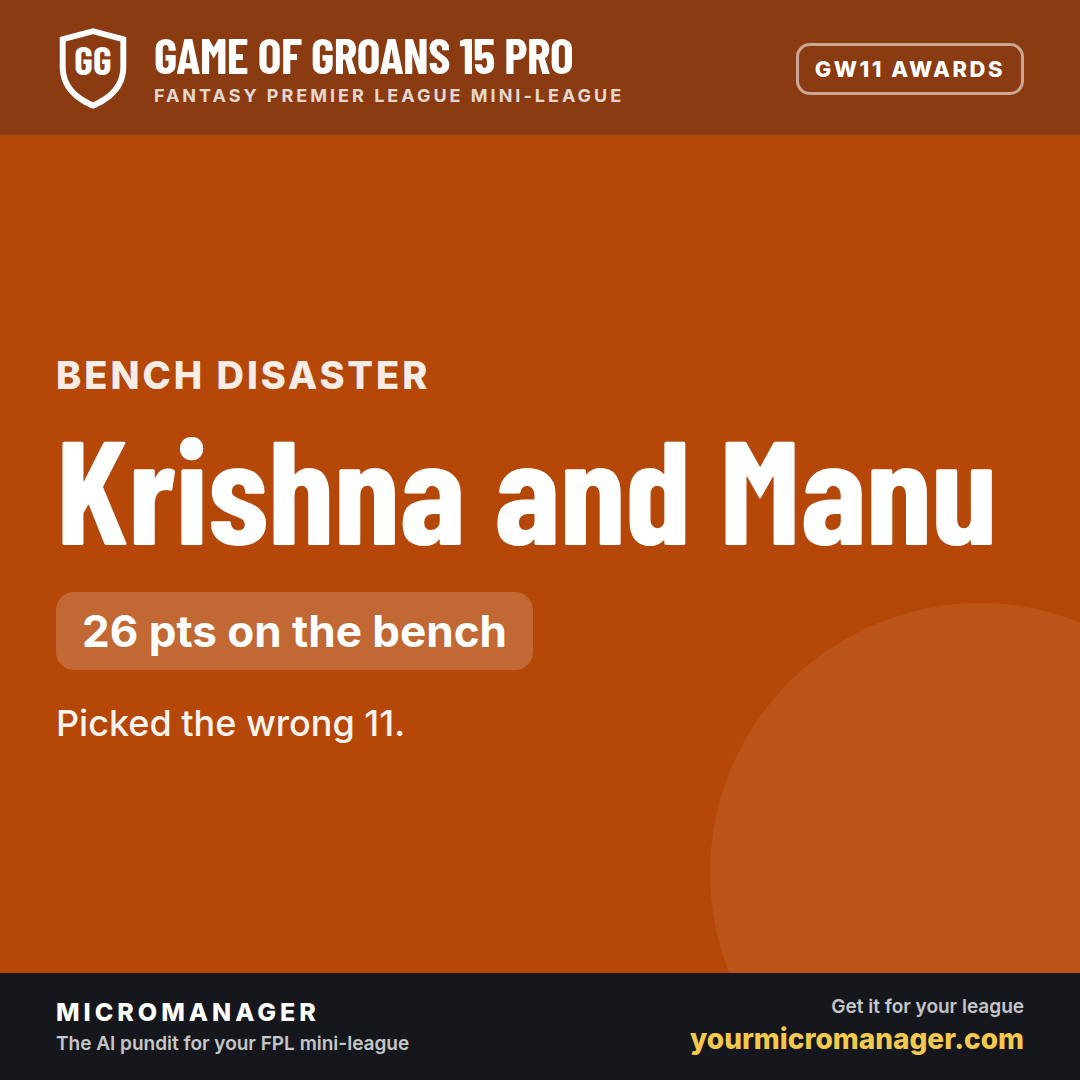 GG
GAME OF GROANS 15 PRO
FANTASY PREMIER LEAGUE MINI-LEAGUE
GW11 AWARDS
BENCH DISASTER
Krishna and Manu
26 pts on the bench
Picked the wrong 11.
MICROMANAGER
The AI pundit for your FPL mini-league
Get it for your league
yourmicromanager.com